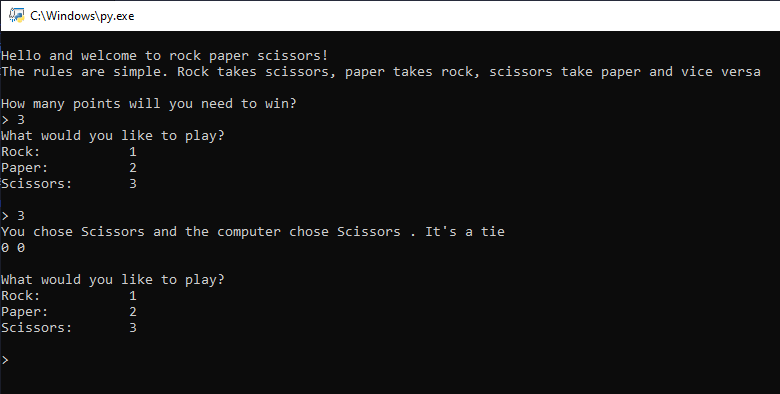 C:\Windows\py.exe
Hello and welcome to rock paper scissors!
The rules are simple. Rock takes scissors, paper takes rock, scissors take paper and vice versa
How many points will you need to win?
> 3
What would you like to play?
Rock: 1
Paper: 2
Scissors: 3
> 3
You chose Scissors and the computer chose Scissors . It's a tie
0 0
What would you like to play?
Rock: 1
Paper: 2
Scissors: 3
>